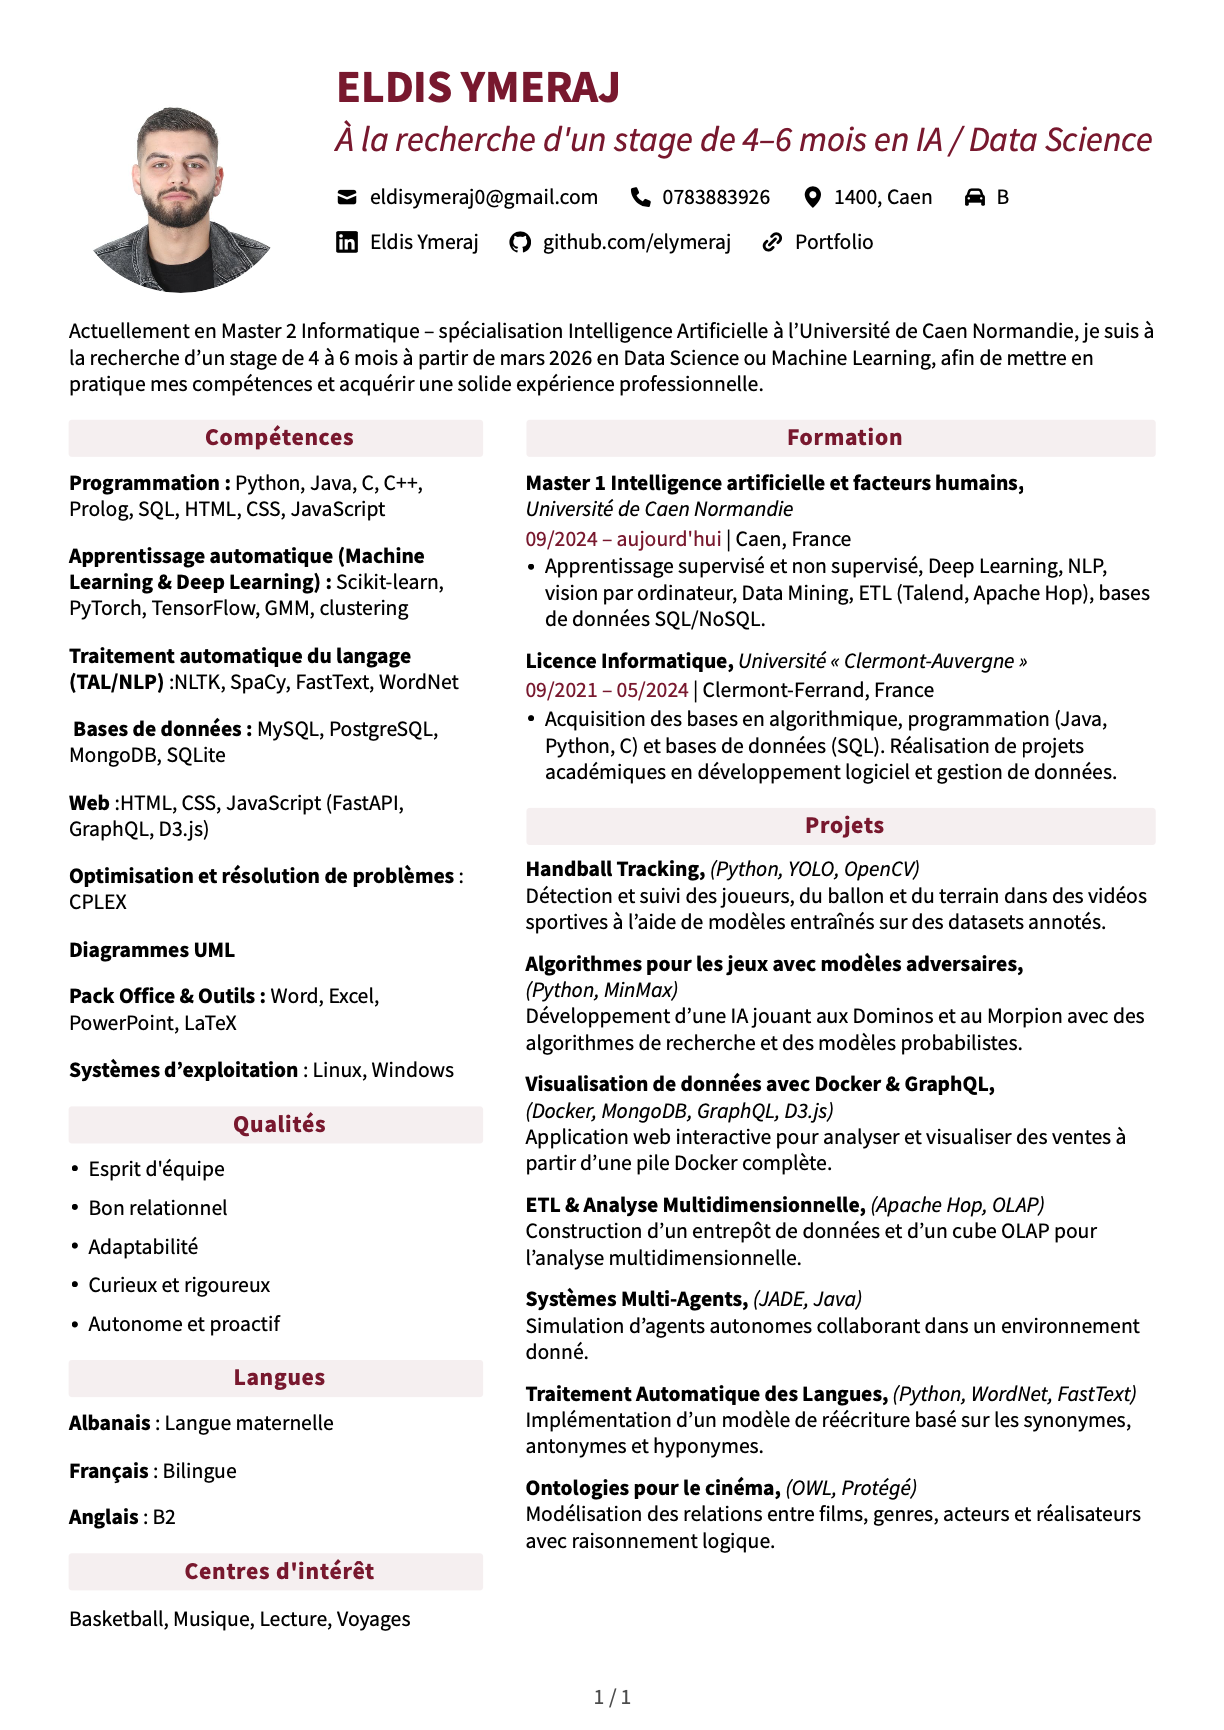 ELDIS YMERAJ
À la recherche d'un stage de 4–6 mois en IA / Data Science
eldisymeraj0@gmail.com 0783883926 1400, Caen B
Eldis Ymeraj github.com/elymeraj Portfolio
Actuellement en Master 2 Informatique – spécialisation Intelligence Artificielle à l’Université de Caen Normandie, je suis à
la recherche d’un stage de 4 à 6 mois à partir de mars 2026 en Data Science ou Machine Learning, afin de mettre en
pratique mes compétences et acquérir une solide expérience professionnelle.
Compétences
Programmation : Python, Java, C, C++,
Prolog, SQL, HTML, CSS, JavaScript
Apprentissage automatique (Machine
Learning & Deep Learning) : Scikit-learn,
PyTorch, TensorFlow, GMM, clustering
Traitement automatique du langage
(TAL/NLP) :NLTK, SpaCy, FastText, WordNet
Bases de données : MySQL, PostgreSQL,
MongoDB, SQLite
Web :HTML, CSS, JavaScript (FastAPI,
GraphQL, D3.js)
Optimisation et résolution de problèmes :
CPLEX
Diagrammes UML
Pack Office & Outils : Word, Excel,
PowerPoint, LaTeX
Systèmes d’exploitation : Linux, Windows
Qualités
• Esprit d'équipe
• Bon relationnel
• Adaptabilité
• Curieux et rigoureux
• Autonome et proactif
Langues
Albanais : Langue maternelle
Français : Bilingue
Anglais : B2
Centres d'intérêt
Basketball, Musique, Lecture, Voyages
Formation
Master 1 Intelligence artificielle et facteurs humains,
Université de Caen Normandie
09/2024 – aujourd'hui | Caen, France
• Apprentissage supervisé et non supervisé, Deep Learning, NLP,
vision par ordinateur, Data Mining, ETL (Talend, Apache Hop), bases
de données SQL/NoSQL.
Licence Informatique, Université « Clermont-Auvergne »
09/2021 – 05/2024 | Clermont-Ferrand, France
• Acquisition des bases en algorithmique, programmation (Java,
Python, C) et bases de données (SQL). Réalisation de projets
académiques en développement logiciel et gestion de données.
Projets
Handball Tracking, (Python, YOLO, OpenCV)
Détection et suivi des joueurs, du ballon et du terrain dans des vidéos
sportives à l’aide de modèles entraînés sur des datasets annotés.
Algorithmes pour les jeux avec modèles adversaires,
(Python, MinMax)
Développement d’une IA jouant aux Dominos et au Morpion avec des
algorithmes de recherche et des modèles probabilistes.
Visualisation de données avec Docker & GraphQL,
(Docker, MongoDB, GraphQL, D3.js)
Application web interactive pour analyser et visualiser des ventes à
partir d’une pile Docker complète.
ETL & Analyse Multidimensionnelle, (Apache Hop, OLAP)
Construction d’un entrepôt de données et d’un cube OLAP pour
l’analyse multidimensionnelle.
Systèmes Multi-Agents, (JADE, Java)
Simulation d’agents autonomes collaborant dans un environnement
donné.
Traitement Automatique des Langues, (Python, WordNet, FastText)
Implémentation d’un modèle de réécriture basé sur les synonymes,
antonymes et hyponymes.
Ontologies pour le cinéma, (OWL, Protégé)
Modélisation des relations entre films, genres, acteurs et réalisateurs
avec raisonnement logique.
1 / 1